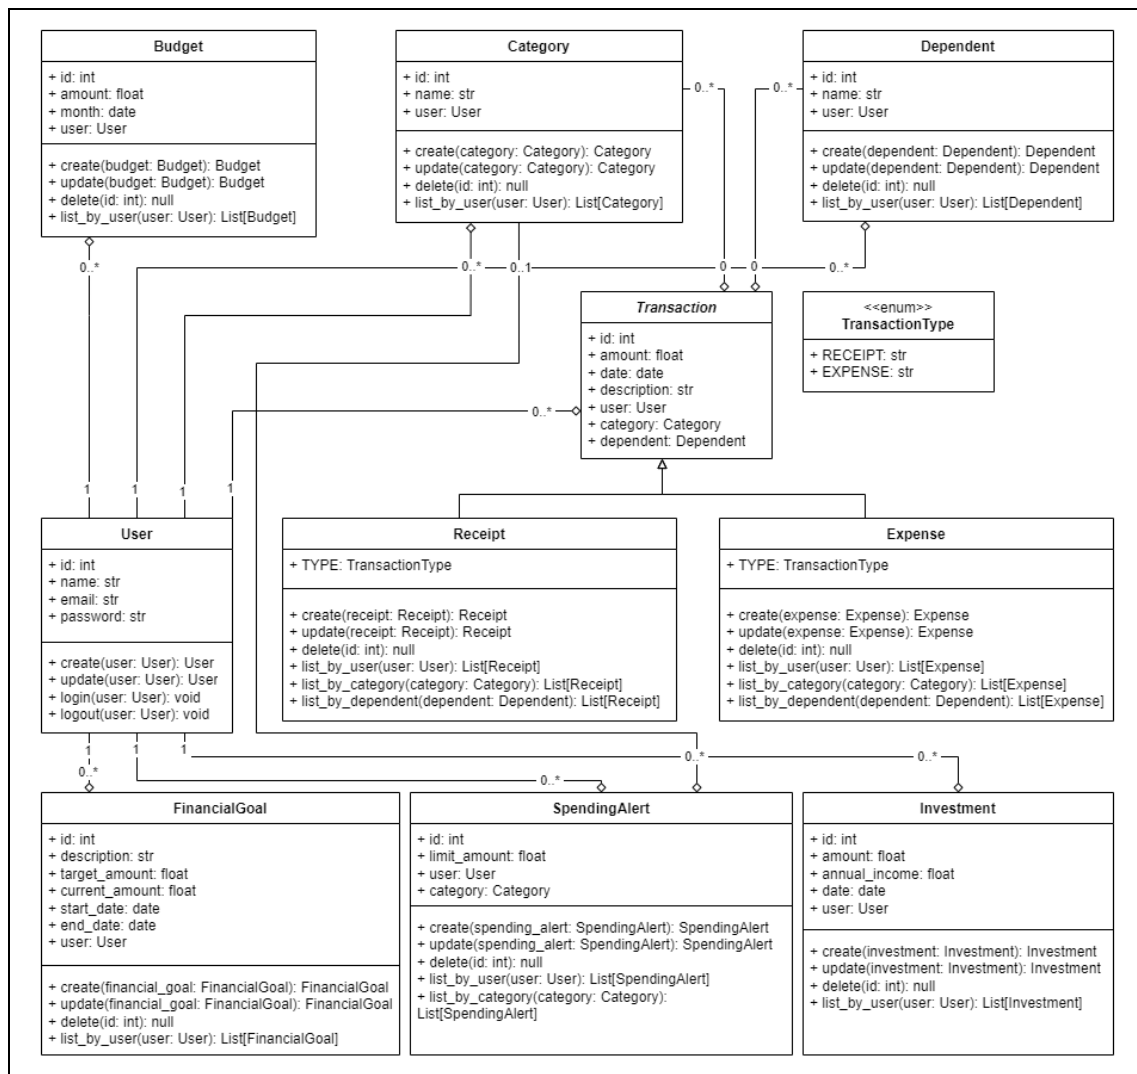 Budget
+ id: int
+ amount: float
+ month: date
+ user: User
+ create(budget: Budget): Budget
+ update(budget: Budget): Budget
+ delete(id: int): null
+ list_by_user(user: User): List[Budget]
Category
+ id: int
+ name: str
+ user: User
+ create(category: Category): Category
+ update(category: Category): Category
+ delete(id: int): null
+ list_by_user(user: User): List[Category]
Dependent
+ id: int
+ name: str
+ user: User
+ create(dependent: Dependent): Dependent
+ update(dependent: Dependent): Dependent
+ delete(id: int): null
+ list_by_user(user: User): List[Dependent]
0..*
0..*
0..*
0..*
0..1
0
0
0..*
Transaction
+ id: int
+ amount: float
+ date: date
+ description: str
+ user: User
+ category: Category
+ dependent: Dependent
<<enum>>
TransactionType
+ RECEIPT: str
+ EXPENSE: str
0..*
1
1
1
1
User
+ id: int
+ name: str
+ email: str
+ password: str
+ create(user: User): User
+ update(user: User): User
+ login(user: User): void
+ logout(user: User): void
Receipt
+ TYPE: TransactionType
+ create(receipt: Receipt): Receipt
+ update(receipt: Receipt): Receipt
+ delete(id: int): null
+ list_by_user(user: User): List[Receipt]
+ list_by_category(category: Category): List[Receipt]
+ list_by_dependent(dependent: Dependent): List[Receipt]
Expense
+ TYPE: TransactionType
+ create(expense: Expense): Expense
+ update(expense: Expense): Expense
+ delete(id: int): null
+ list_by_user(user: User): List[Expense]
+ list_by_category(category: Category): List[Expense]
+ list_by_dependent(dependent: Dependent): List[Expense]
1
1
1
0..*
0..*
0..*
0..*
FinancialGoal
+ id: int
+ description: str
+ target_amount: float
+ current_amount: float
+ start_date: date
+ end_date: date
+ user: User
+ create(financial_goal: FinancialGoal): FinancialGoal
+ update(financial_goal: FinancialGoal): FinancialGoal
+ delete(id: int): null
+ list_by_user(user: User): List[FinancialGoal]
SpendingAlert
+ id: int
+ limit_amount: float
+ user: User
+ category: Category
+ create(spending_alert: SpendingAlert): SpendingAlert
+ update(spending_alert: SpendingAlert): SpendingAlert
+ delete(id: int): null
+ list_by_user(user: User): List[SpendingAlert]
+ list_by_category(category: Category):
List[SpendingAlert]
Investment
+ id: int
+ amount: float
+ annual_income: float
+ date: date
+ user: User
+ create(investment: Investment): Investment
+ update(investment: Investment): Investment
+ delete(id: int): null
+ list_by_user(user: User): List[Investment]